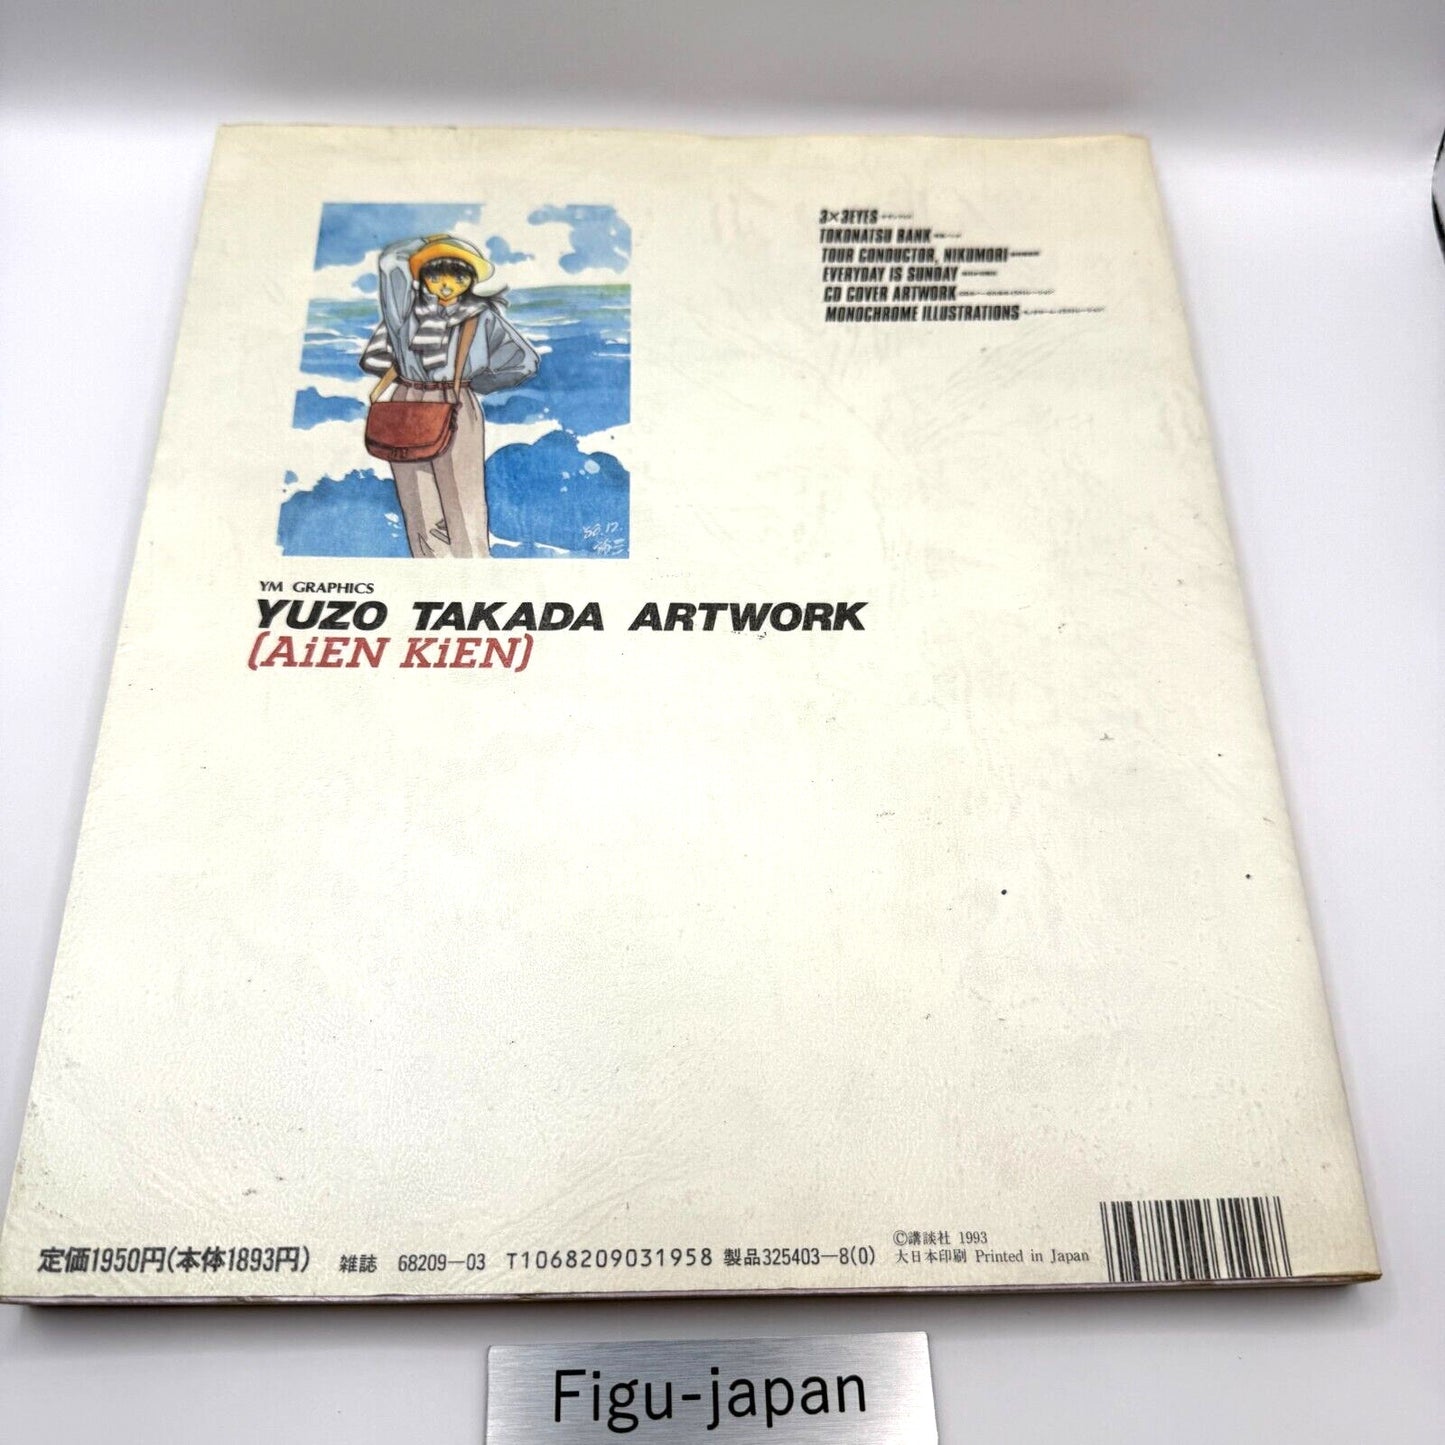 3×3EYES
TOKONATSU BANK
TOUR CONDUCTOR, NIKUMORI
EVERYDAY IS SUNDAY
CD COVER ARTWORK
MONOCHROME ILLUSTRATIONS
YM GRAPHICS
YUZO TAKADA ARTWORK
(AiEN KiEN)
定価1950円(本体1893円) 雑誌 68209―03 T1068209031958 製品325403―8(0)
©講談社 1993
大日本印刷 Printed in Japan
Figu-japan